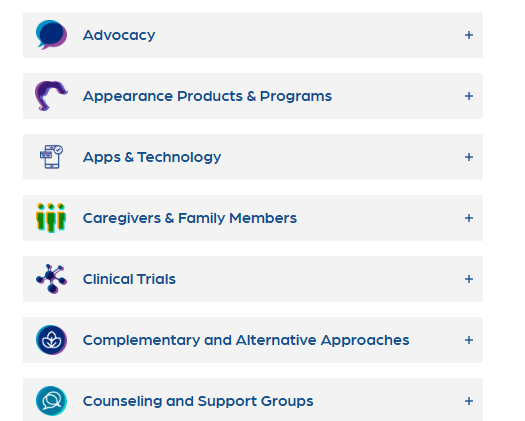 Advocacy +
Appearance Products & Programs +
Apps & Technology +
Caregivers & Family Members +
Clinical Trials +
Complementary and Alternative Approaches +
Counseling and Support Groups +